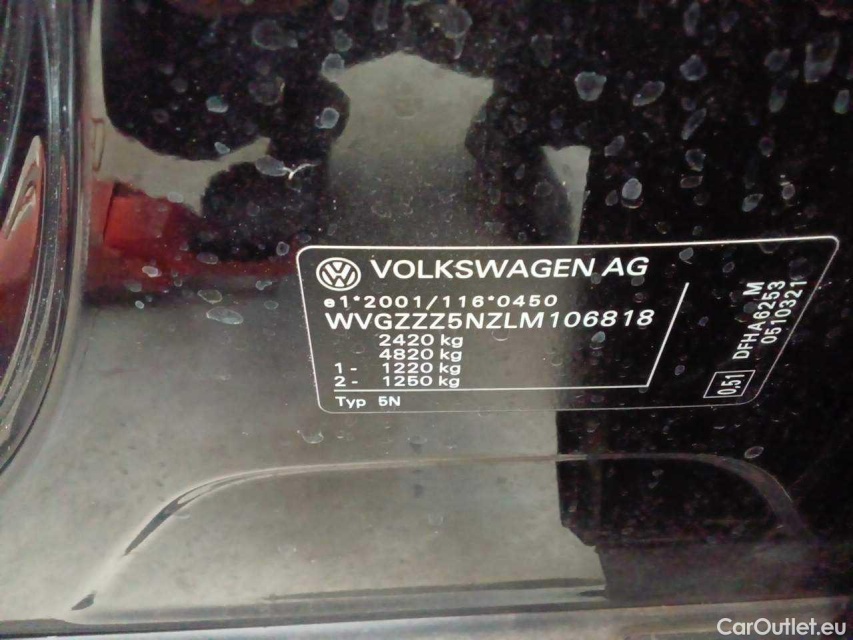 VOLKSWAGEN AG
e1*2001/116*0450
WVGZZZ5NZLM106818
2420 kg
4820 kg
1- 1220 kg
2- 1250 kg
Typ 5N
0,51
DFHA6253 M
0510321
CarOutlet.eu